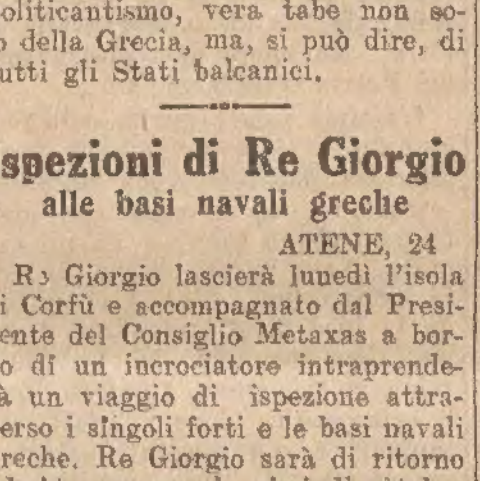 oliticantismo, vera tabe non so-
o della Grecia, ma, si può dire, di
utti gli Stati balcanici.
spezioni di Re Giorgio
alle basi navali greche
ATENE, 24
Re Giorgio lascierà lunedì l'isola
i Corfù e accompagnato dal Presi-
ente del Consiglio Metaxas a bor-
o di un incrociatore intraprende-
à un viaggio di ispezione attra-
erso i singoli forti e le basi navali
reche. Re Giorgio sarà di ritorno